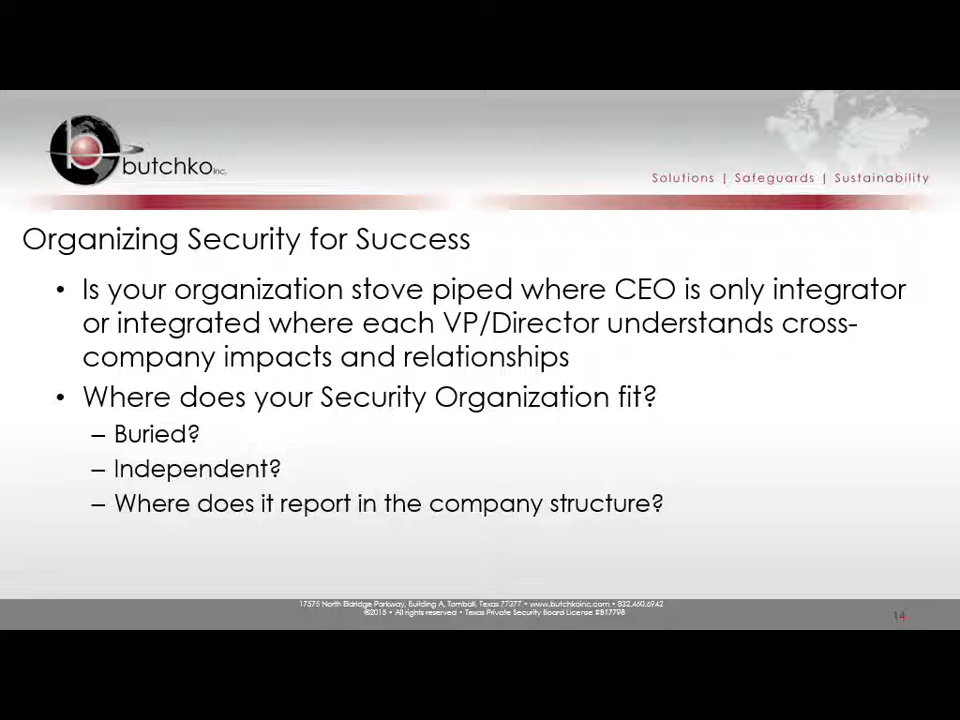 b
butchko inc.
Solutions | Safeguards | Sustainability
Organizing Security for Success
• Is your organization stove piped where CEO is only integrator
or integrated where each VP/Director understands cross-
company impacts and relationships
• Where does your Security Organization fit?
– Buried?
– Independent?
– Where does it report in the company structure?
17575 North Eldridge Parkway, Building A, Tomball, Texas 77377 • www.butchkoinc.com • 832.460.6942
©2015 • All rights reserved • Texas Private Security Board License #B17798
14